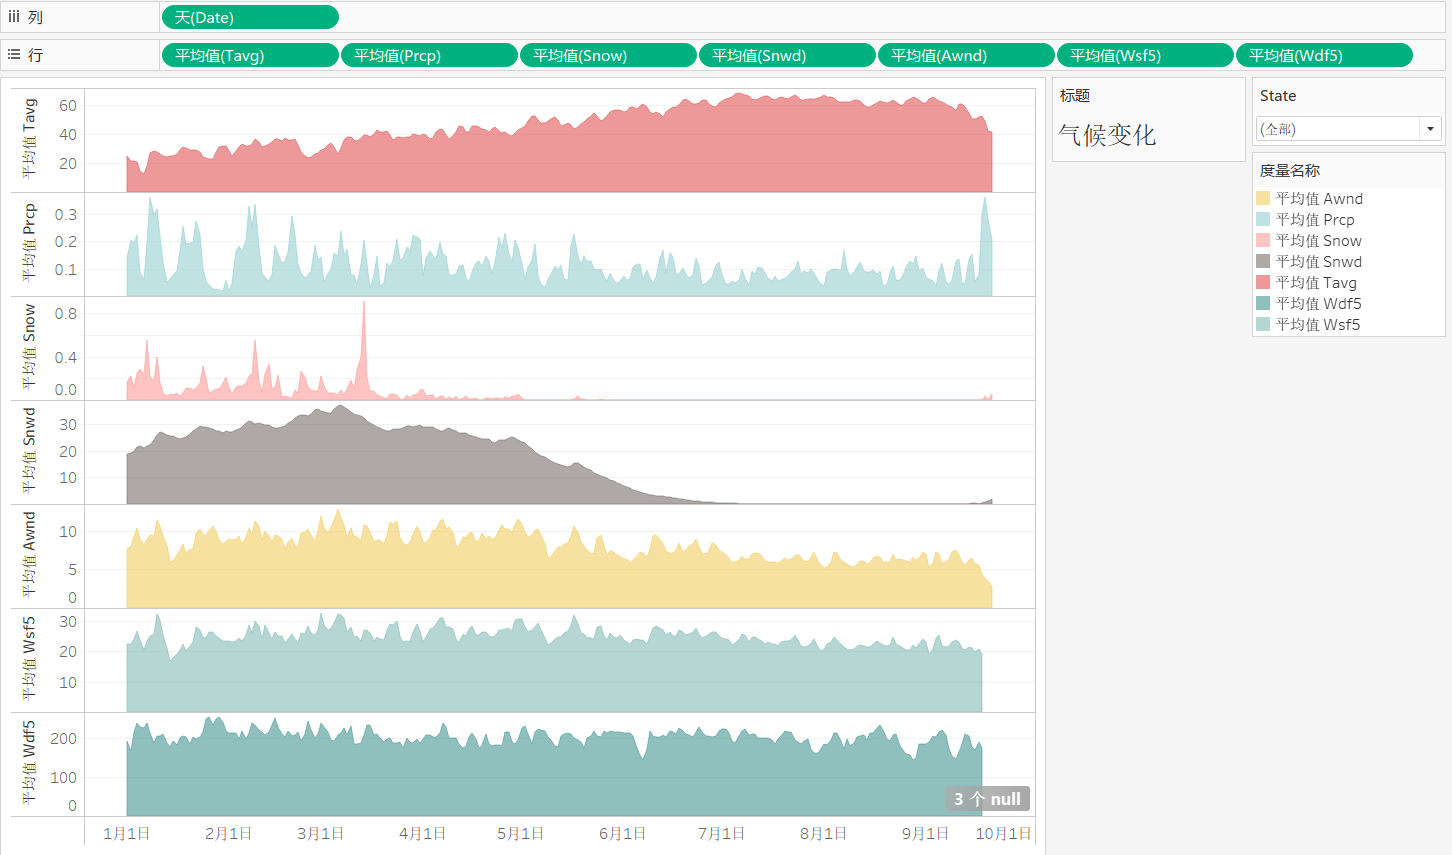 列 天(Date)
行 平均值(Tavg) 平均值(Prcp) 平均值(Snow) 平均值(Snwd) 平均值(Awnd) 平均值(Wsf5) 平均值(Wdf5)
平均值 Tavg
60
40
20
平均值 Prcp
0.3
0.2
0.1
平均值 Snow
0.8
0.4
0.0
平均值 Snwd
30
20
10
平均值 Awnd
10
5
0
平均值 Wsf5
30
20
10
平均值 Wdf5
200
100
0
3 个 null
1月1日 2月1日 3月1日 4月1日 5月1日 6月1日 7月1日 8月1日 9月1日 10月1日
标题
气候变化
State
(全部)
度量名称
平均值 Awnd
平均值 Prcp
平均值 Snow
平均值 Snwd
平均值 Tavg
平均值 Wdf5
平均值 Wsf5